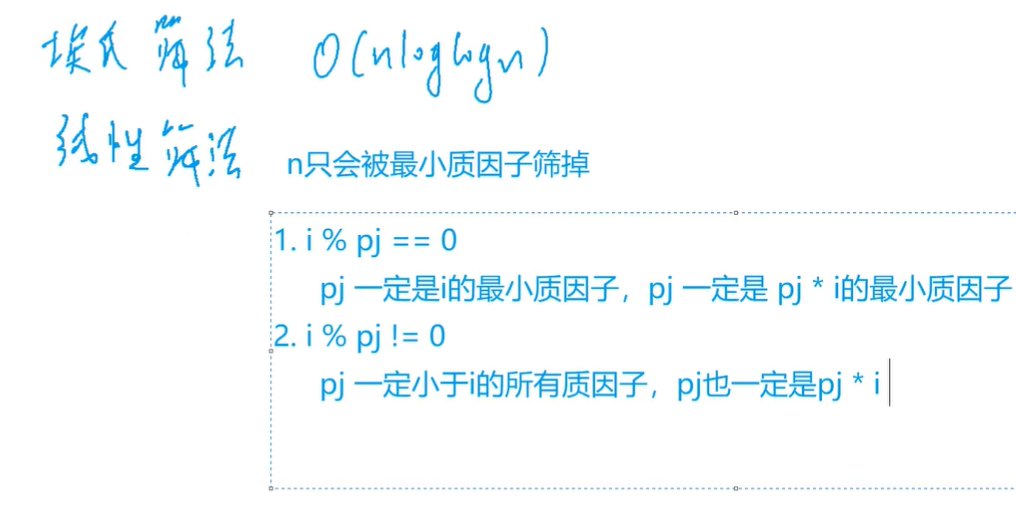 埃氏筛法 O(nloglogn)
线性筛法 n只会被最小质因子筛掉
1. i % pj == 0
pj 一定是i的最小质因子，pj 一定是 pj * i的最小质因子
2. i % pj != 0
pj 一定小于i的所有质因子，pj也一定是pj * i